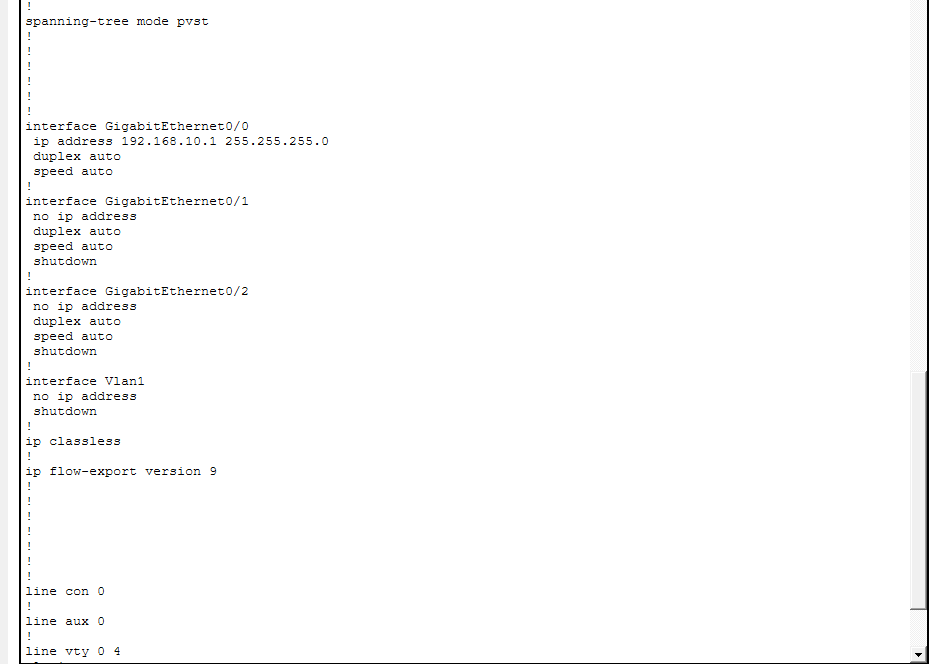 !
spanning-tree mode pvst
!
!
!
!
!
!
interface GigabitEthernet0/0
 ip address 192.168.10.1 255.255.255.0
 duplex auto
 speed auto
!
interface GigabitEthernet0/1
 no ip address
 duplex auto
 speed auto
 shutdown
!
interface GigabitEthernet0/2
 no ip address
 duplex auto
 speed auto
 shutdown
!
interface Vlan1
 no ip address
 shutdown
!
ip classless
!
ip flow-export version 9
!
!
!
!
!
!
!
line con 0
!
line aux 0
!
line vty 0 4